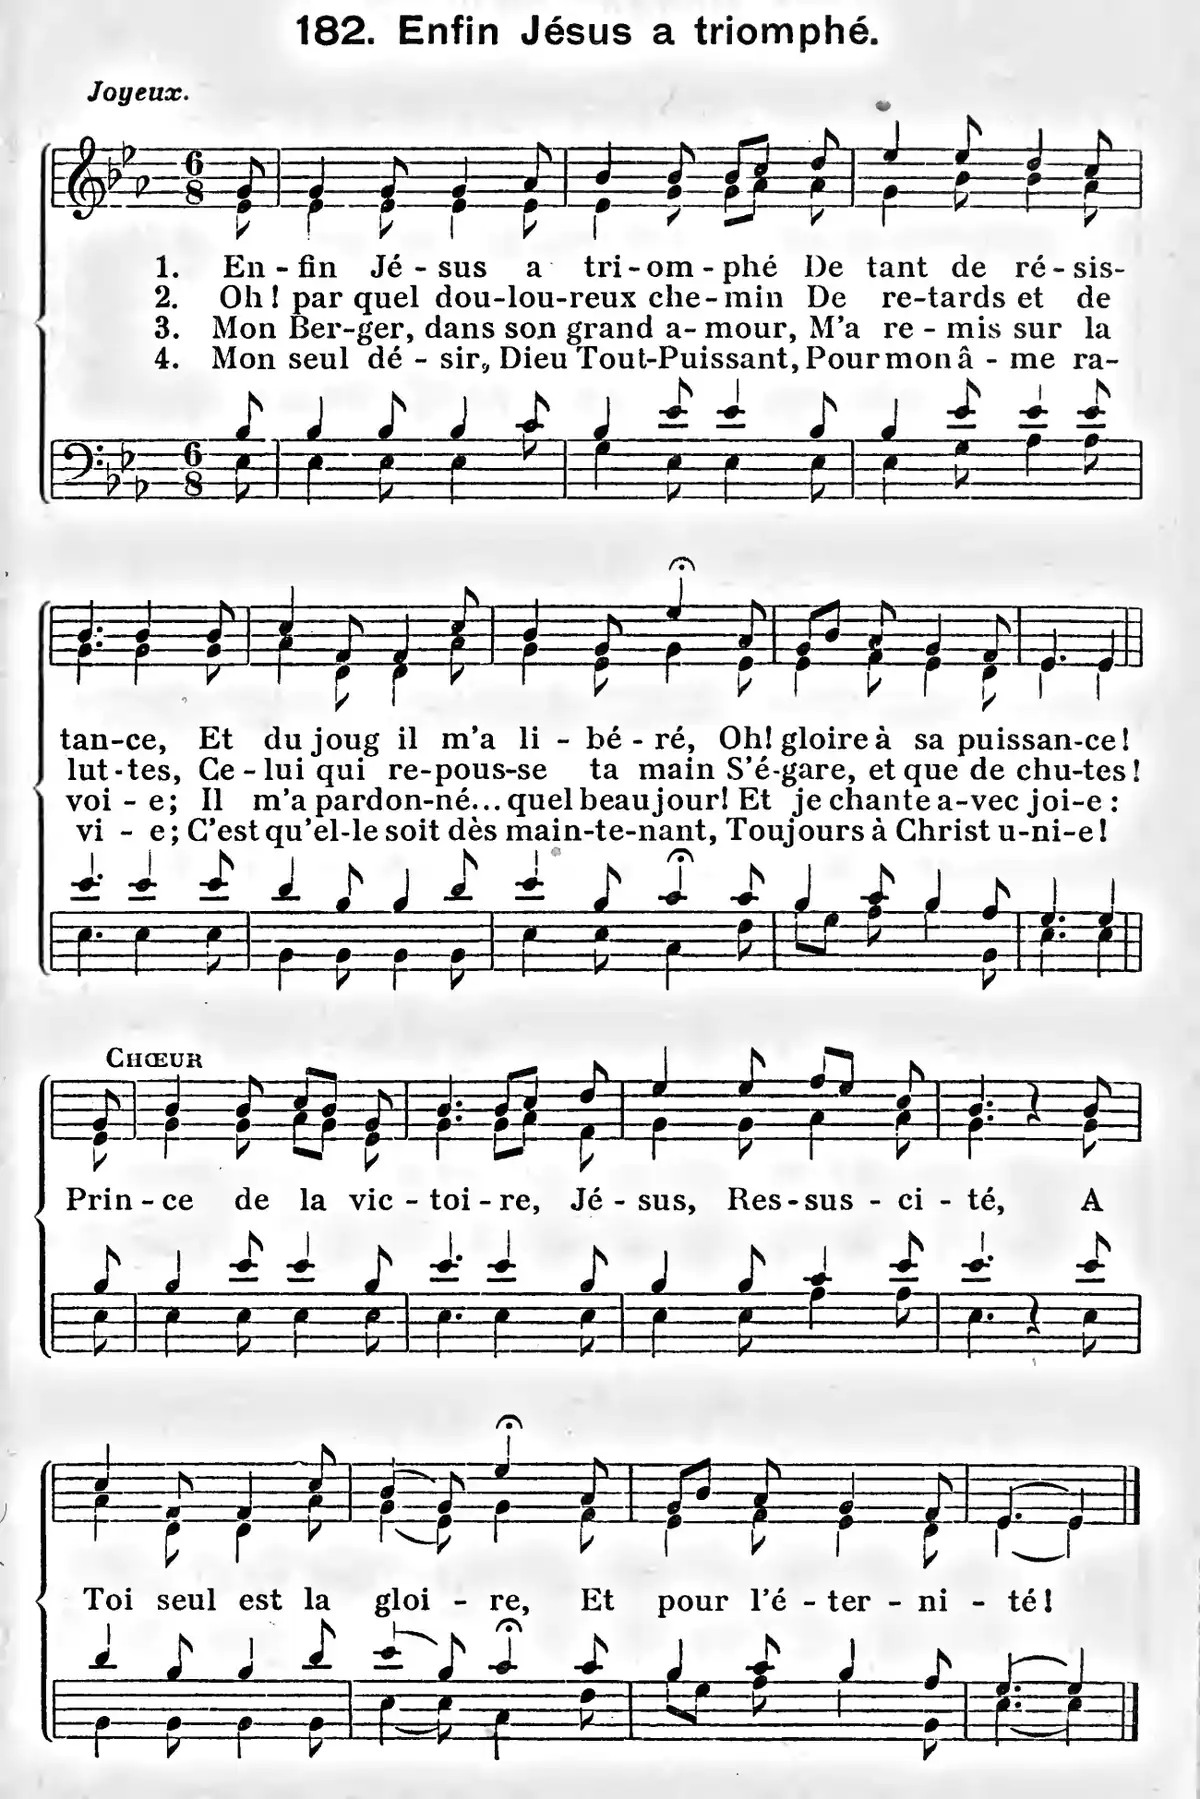 182. Enfin Jésus a triomphé.
Joyeux.
1. En - fin Jé - sus a tri - om - phé De tant de ré - sis-
2. Oh! par quel dou-lou-reux che-min De re-tards et de
3. Mon Ber-ger, dans son grand a-mour, M'a re - mis sur la
4. Mon seul dé - sir, Dieu Tout-Puissant, Pour mon â - me ra-
tan-ce, Et du joug il m'a li - bé - ré, Oh! gloire à sa puissan-ce!
lut-tes, Ce-lui qui re-pous-se ta main S'é-gare, et que de chu-tes!
voi - e; Il m'a pardon-né... quel beau jour! Et je chante a-vec joi-e:
vi - e; C'est qu'el-le soit dès main-te-nant, Toujours à Christ u-ni-e!
CHŒUR
Prin - ce de la vic - toi - re, Jé - sus, Res - sus - ci - té, A
Toi seul est la gloi - re, Et pour l'é - ter - ni - té!